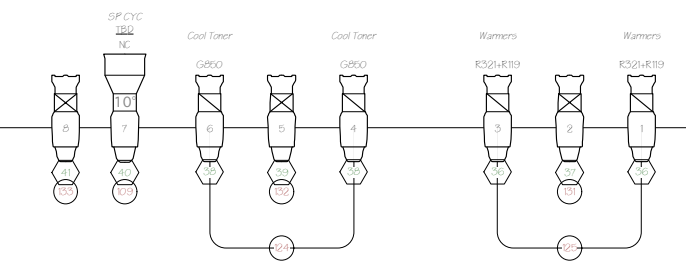 SP CYC
TBD
NC
Cool Toner
G850
Cool Toner
G850
Warmers
R321+R119
Warmers
R321+R119
10°
8
7
6
5
4
3
2
1
41
40
38
39
38
36
37
36
133
109
132
131
124
125